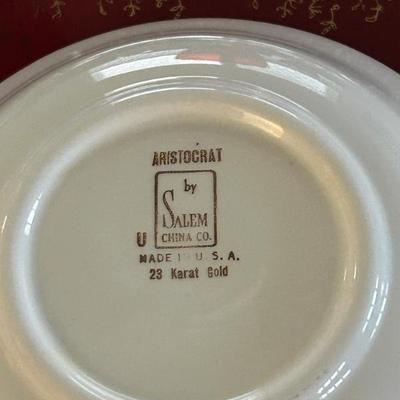 ARISTOCRAT
by
SALEM
U CHINA CO.
MADE IN U. S. A.
23 Karat Gold